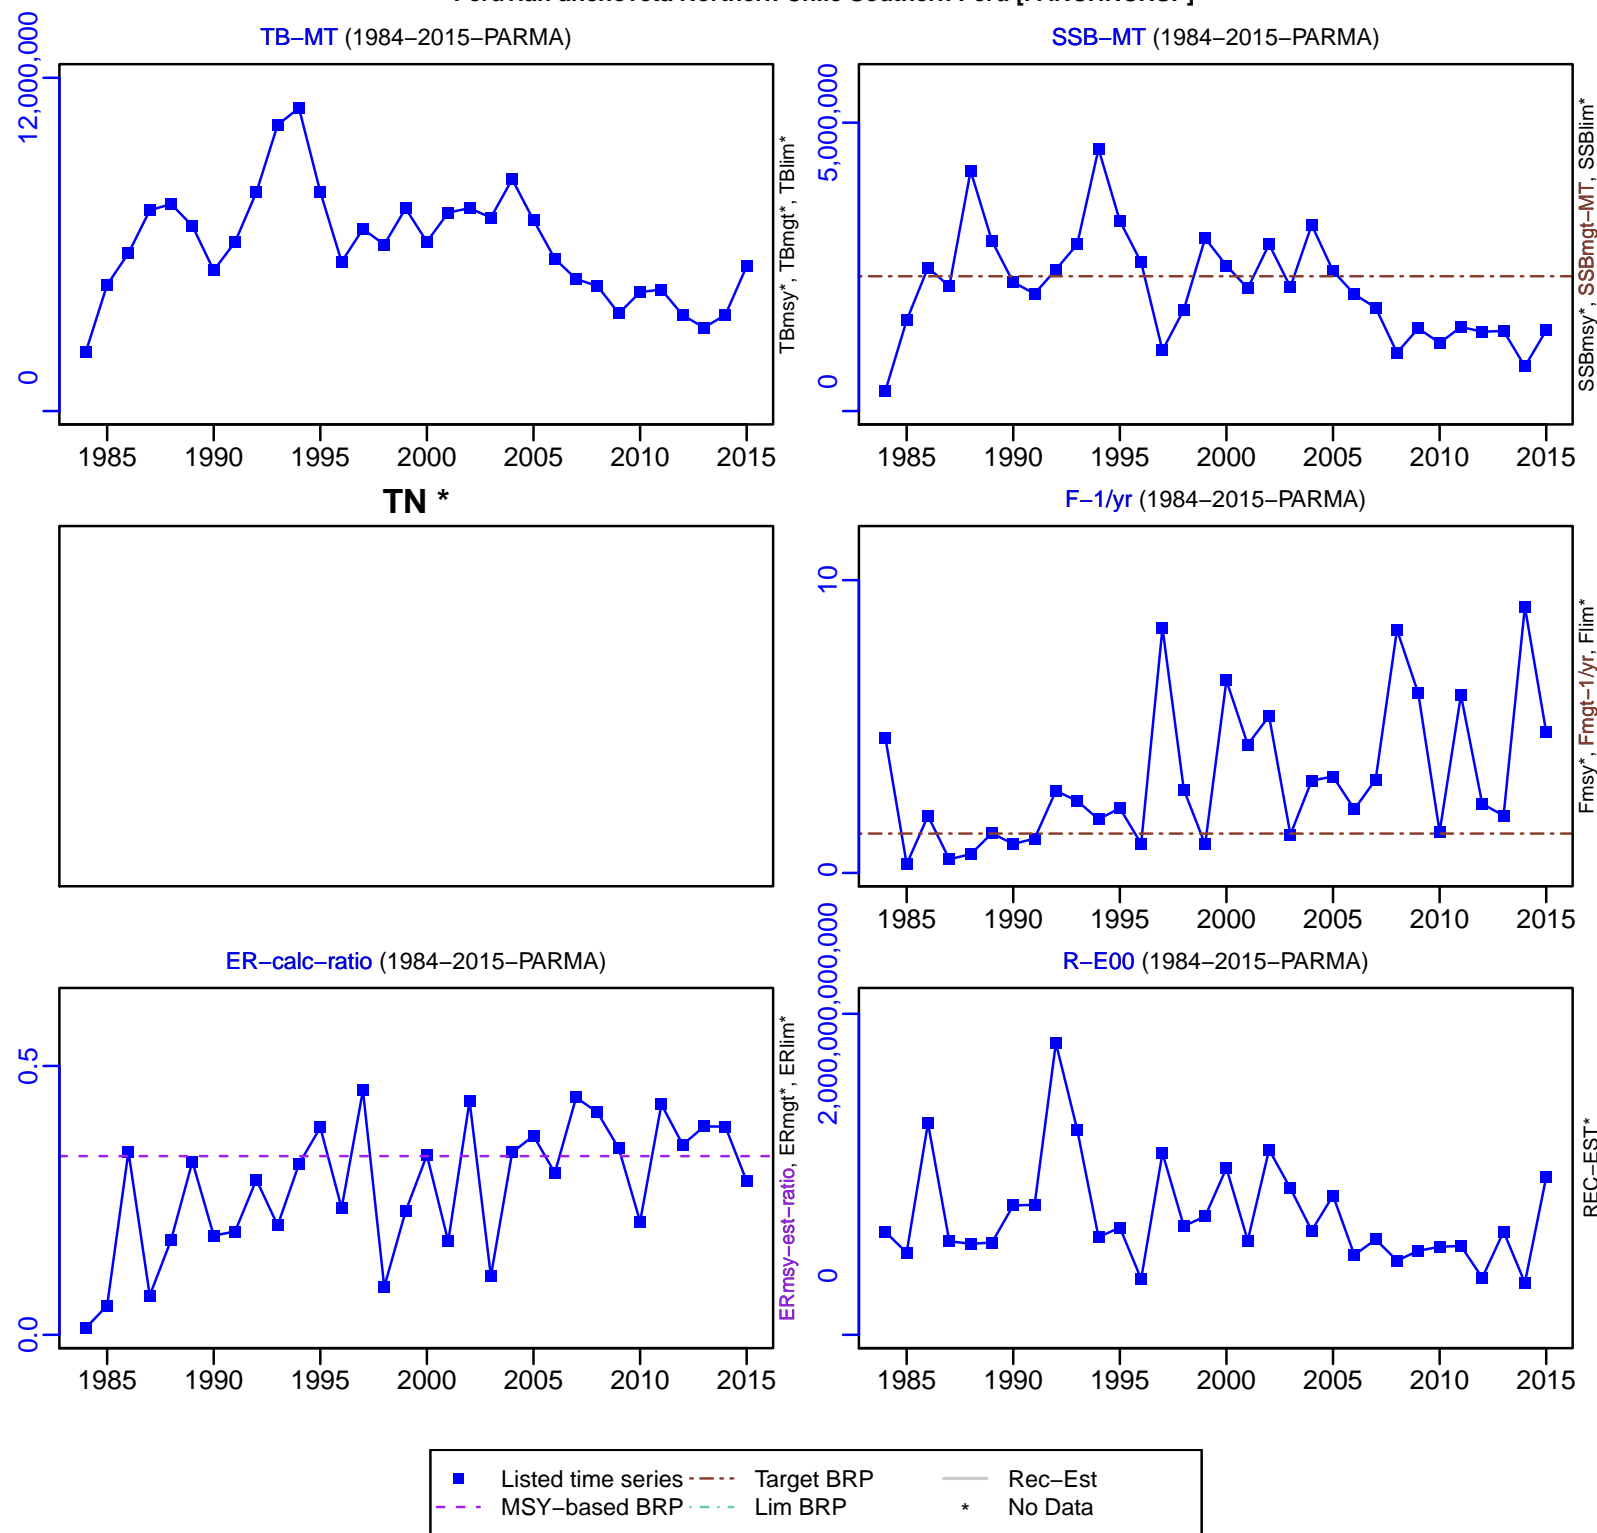 Peruvian anchoveta Northern Chile Southern Peru
TB−MT (1984−2015−PARMA)
12,000,000
0
1985 1990 1995 2000 2005 2010 2015
TBmsy*, TBmgt*, TBlim*
SSB−MT (1984−2015−PARMA)
5,000,000
0
1985 1990 1995 2000 2005 2010 2015
SSBmsy*, SSBmgt−MT, SSBlim*
TN *
F−1/yr (1984−2015−PARMA)
10
0
1985 1990 1995 2000 2005 2010 2015
Fmsy*, Fmgt−1/yr, Flim*
ER−calc−ratio (1984−2015−PARMA)
0.5
0.0
1985 1990 1995 2000 2005 2010 2015
ERmsy−est−ratio, ERmgt*, ERlim*
R−E00 (1984−2015−PARMA)
2,000,000,000,000
0
1985 1990 1995 2000 2005 2010 2015
REC−EST*
Listed time series Target BRP Rec−Est
MSY−based BRP Lim BRP * No Data